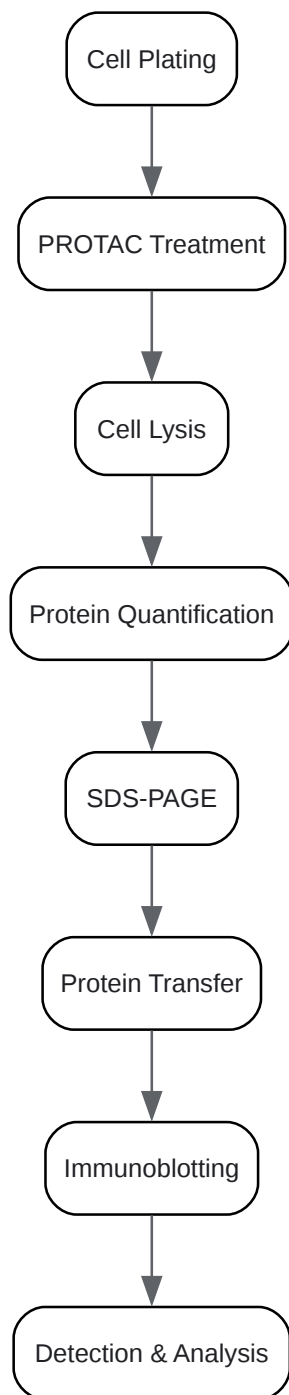 Cell Plating
PROTAC Treatment
Cell Lysis
Protein Quantification
SDS-PAGE
Protein Transfer
Immunoblotting
Detection & Analysis